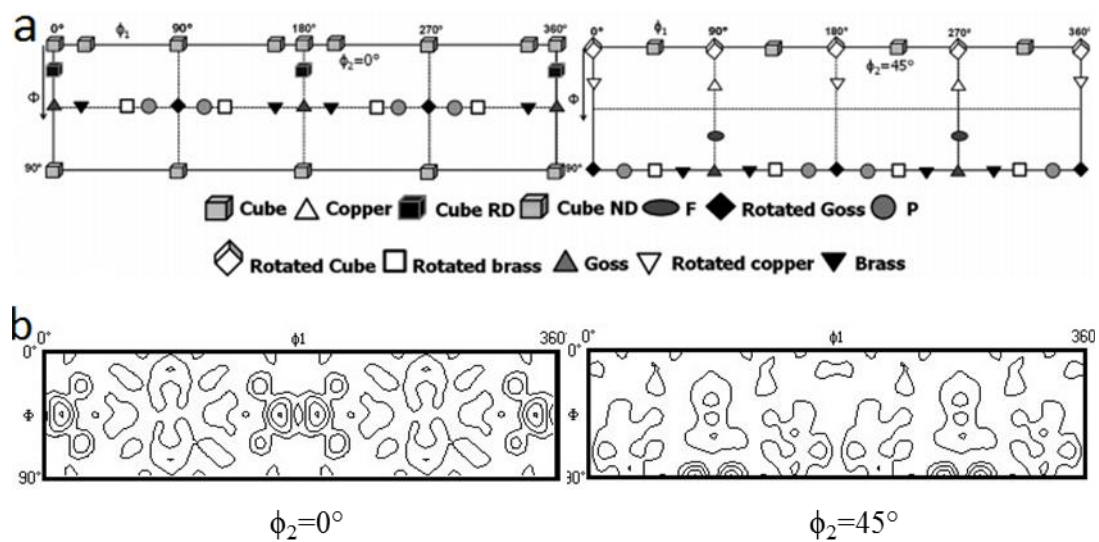 a
0° ϕ1 90° 180° 270° 360°
ϕ2=0°
Φ
90°
0° ϕ1 90° 180° 270° 360°
ϕ2=45°
Φ
90°
Cube Copper Cube RD Cube ND F Rotated Goss P
Rotated Cube Rotated brass Goss Rotated copper Brass
b
0° ϕ1 360°
Φ
90°
0° ϕ1 360
Φ
ϕ2=0°
ϕ2=45°